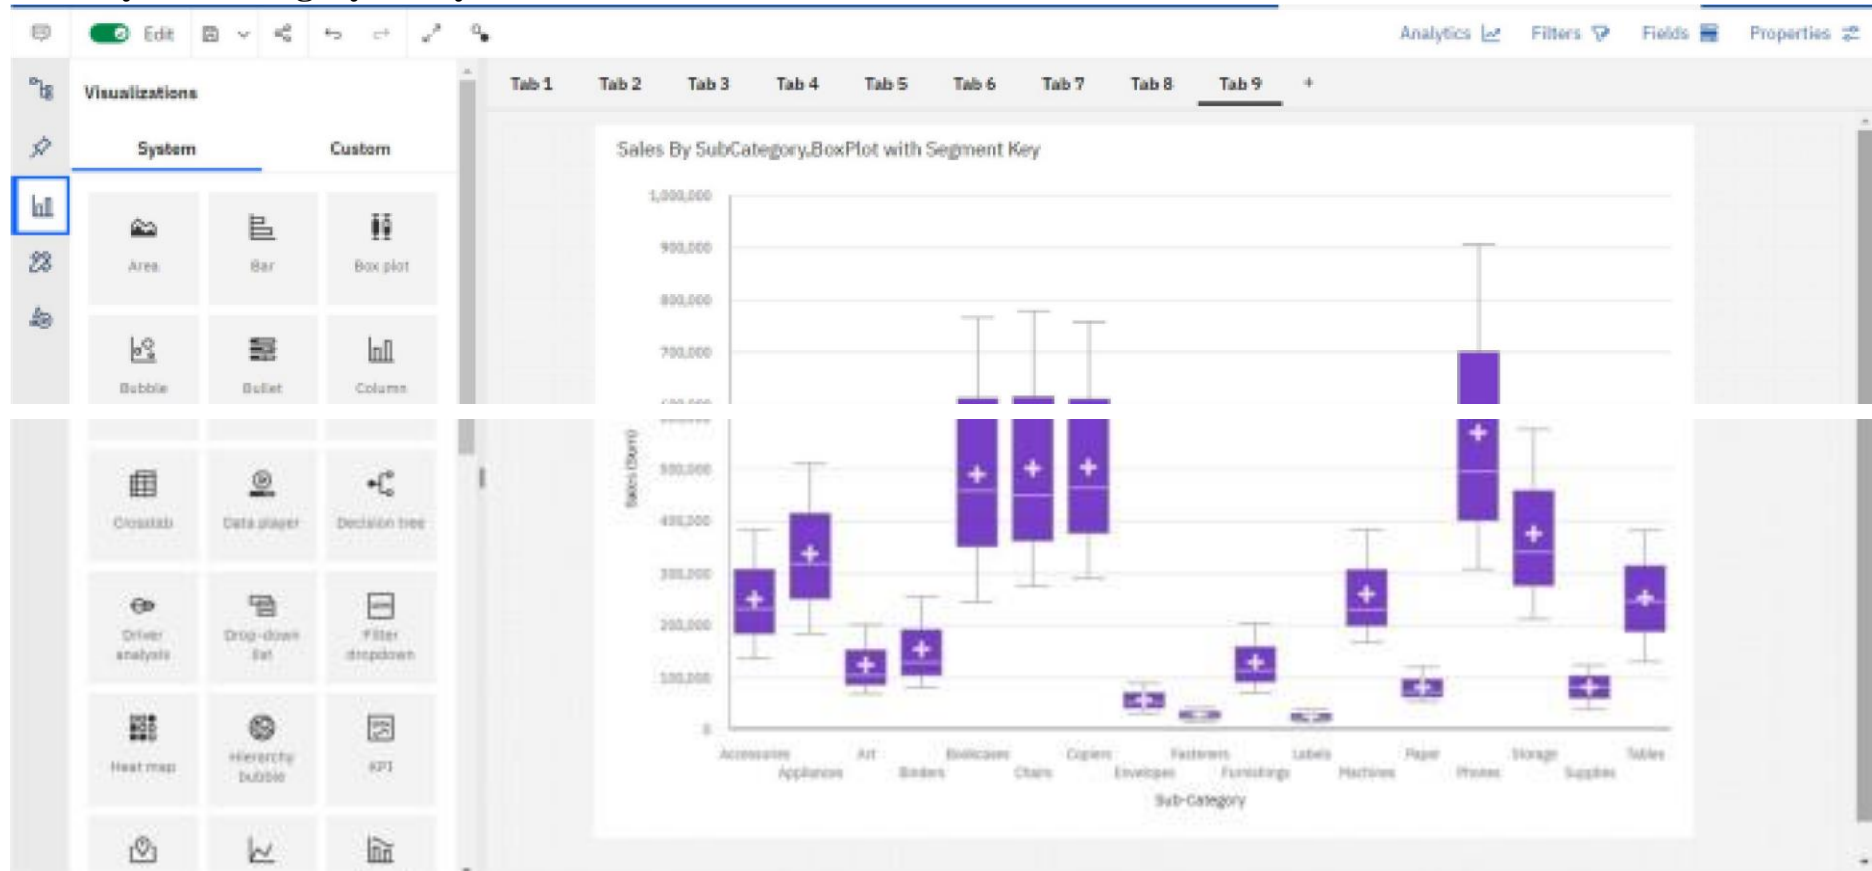 Edit
Analytics
Filters
Fields
Properties
Visualizations
System
Custom
Area
Bar
Box plot
Bubble
Bullet
Column
Crosstab
Data player
Decision tree
Driver
analysis
Drop-down
list
Filter
dropdown
Heat map
Hierarchy
bubble
KPI
Tab 1 Tab 2 Tab 3 Tab 4 Tab 5 Tab 6 Tab 7 Tab 8 Tab 9 +
Sales By SubCategory,BoxPlot with Segment Key
1,000,000
900,000
800,000
700,000
500,000
400,000
300,000
200,000
100,000
0
Sales (Sum)
Accessories Art Bookcases Copiers Fasteners Labels Paper Storage Tables
Appliances Binders Chairs Envelopes Furnishings Machines Phones Supplies
Sub-Category